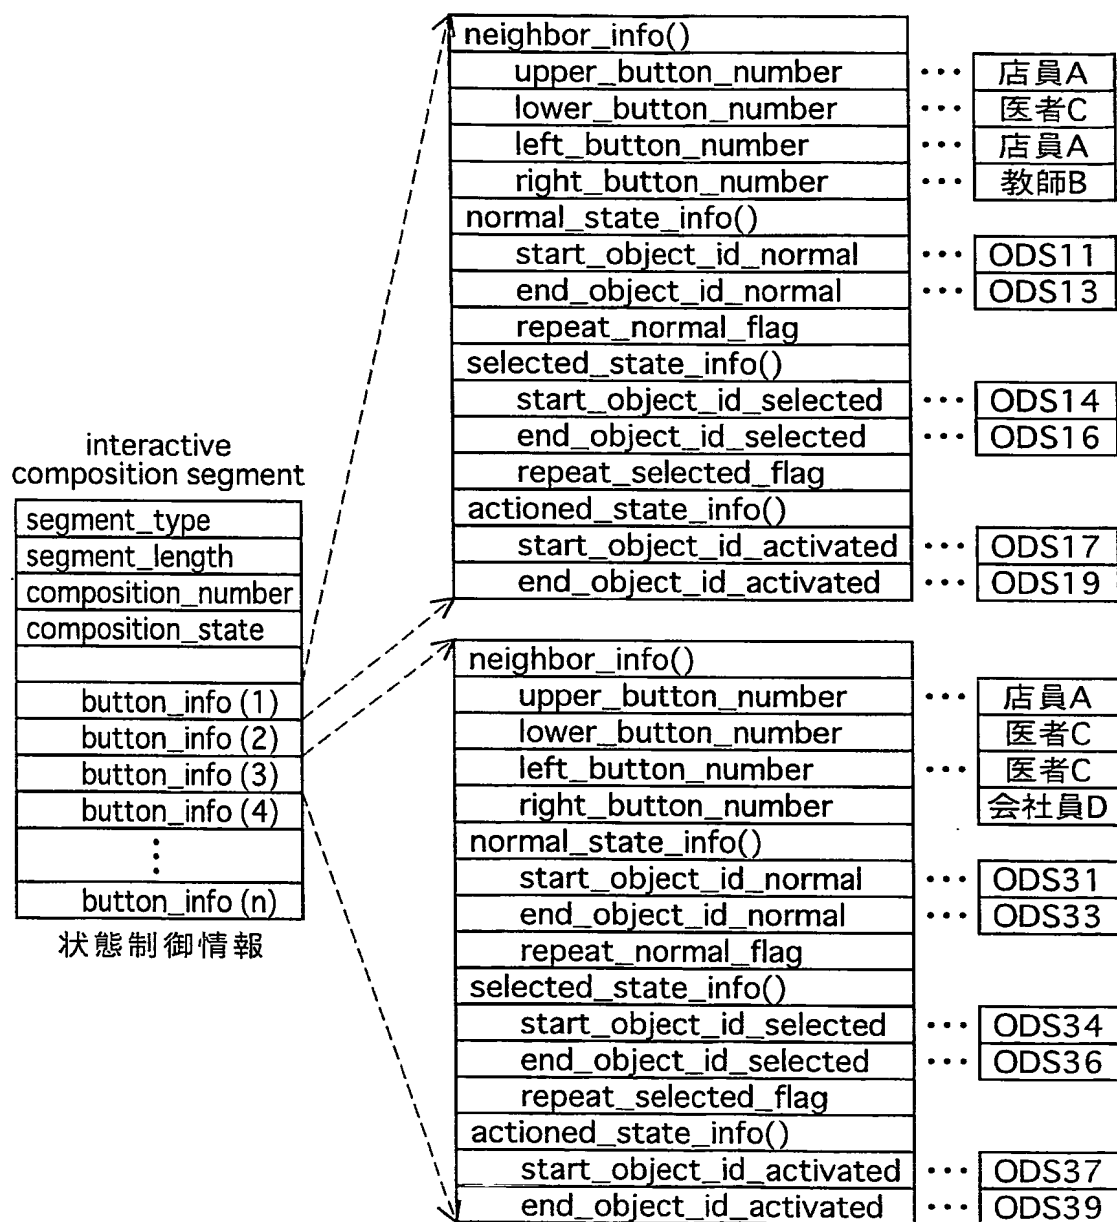 interactive
composition segment
segment_type
segment_length
composition_number
composition_state
button_info (1)
button_info (2)
button_info (3)
button_info (4)
⋮
button_info (n)
状態制御情報
neighbor_info()
upper_button_number … 店員A
lower_button_number … 医者C
left_button_number … 店員A
right_button_number … 教師B
normal_state_info()
start_object_id_normal … ODS11
end_object_id_normal … ODS13
repeat_normal_flag
selected_state_info()
start_object_id_selected … ODS14
end_object_id_selected … ODS16
repeat_selected_flag
actioned_state_info()
start_object_id_activated … ODS17
end_object_id_activated … ODS19
neighbor_info()
upper_button_number … 店員A
lower_button_number 医者C
left_button_number … 医者C
right_button_number 会社員D
normal_state_info()
start_object_id_normal … ODS31
end_object_id_normal … ODS33
repeat_normal_flag
selected_state_info()
start_object_id_selected … ODS34
end_object_id_selected … ODS36
repeat_selected_flag
actioned_state_info()
start_object_id_activated … ODS37
end_object_id_activated … ODS39